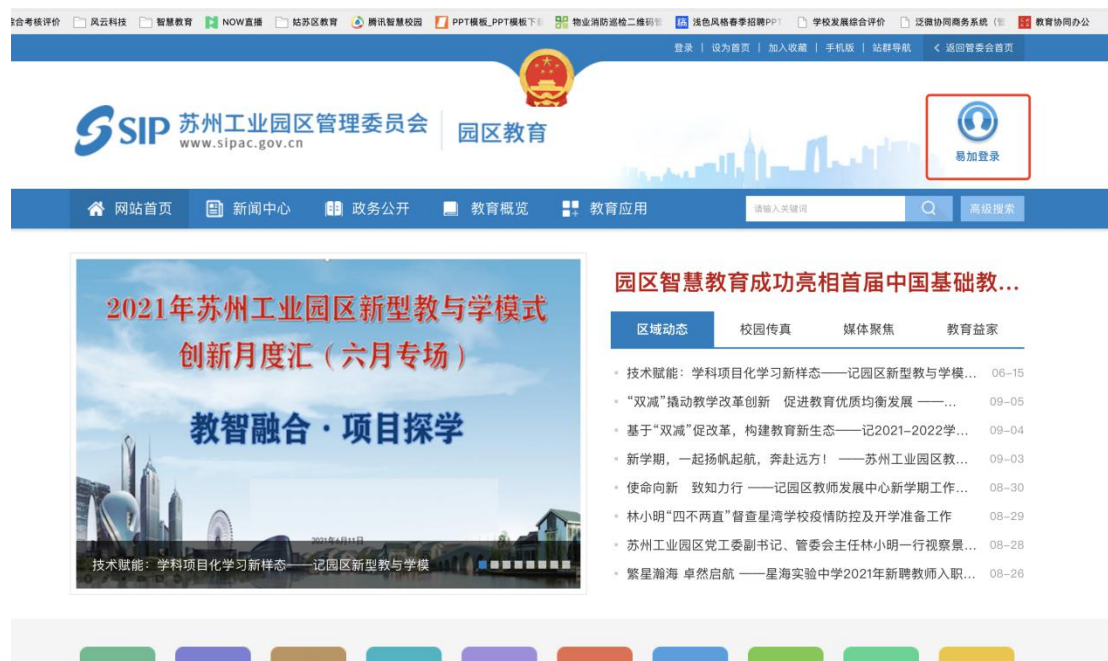 综合考核评价 风云科技 智慧教育 NOW直播 姑苏区教育 腾讯智慧校园 PPT模板_PPT模板下 物业消防巡检二维码 浅色风格春季招聘PPT 学校发展综合评价 泛微协同商务系统 教育协同办公
登录 | 设为首页 | 加入收藏 | 手机版 | 站群导航 < 返回管委会首页
SIP 苏州工业园区管理委员会 园区教育
www.sipac.gov.cn
易加登录
网站首页 新闻中心 政务公开 教育概览 教育应用 请输入关键词 高级搜索
2021年苏州工业园区新型教与学模式
创新月度汇(六月专场)
教智融合·项目探学
2021年6月11日
技术赋能:学科项目化学习新样态——记园区新型教与学模
园区智慧教育成功亮相首届中国基础教...
区域动态 校园传真 媒体聚焦 教育益家
技术赋能:学科项目化学习新样态——记园区新型教与学模... 06-15
“双减”撬动教学改革创新 促进教育优质均衡发展 ——... 09-05
基于“双减”促改革,构建教育新生态——记2021-2022学... 09-04
新学期,一起扬帆起航,奔赴远方! ——苏州工业园区教... 09-03
使命向新 致知力行 ——记园区教师发展中心新学期工作... 08-30
林小明“四不两直”督查星湾学校疫情防控及开学准备工作 08-29
苏州工业园区党工委副书记、管委会主任林小明一行视察景... 08-28
繁星瀚海 卓然启航 ——星海实验中学2021年新聘教师入职... 08-26